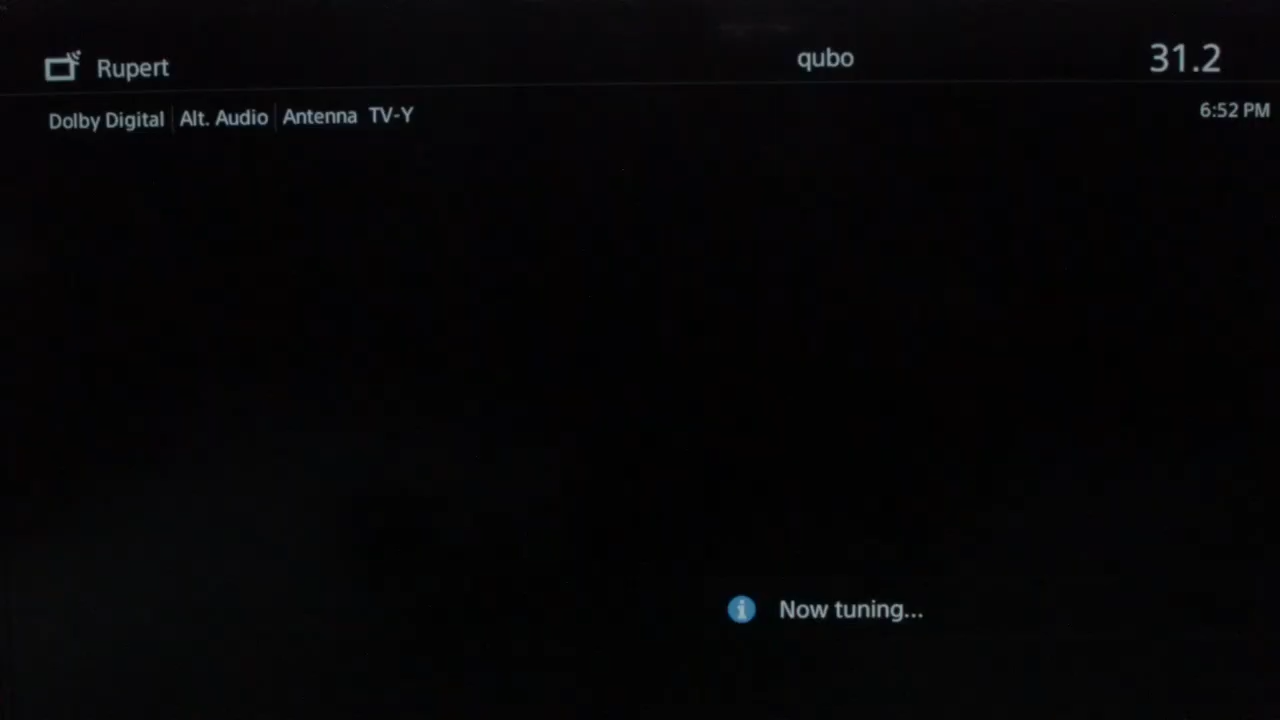 Rupert
qubo
31.2
Dolby Digital Alt. Audio Antenna TV-Y
6:52 PM
Now tuning...